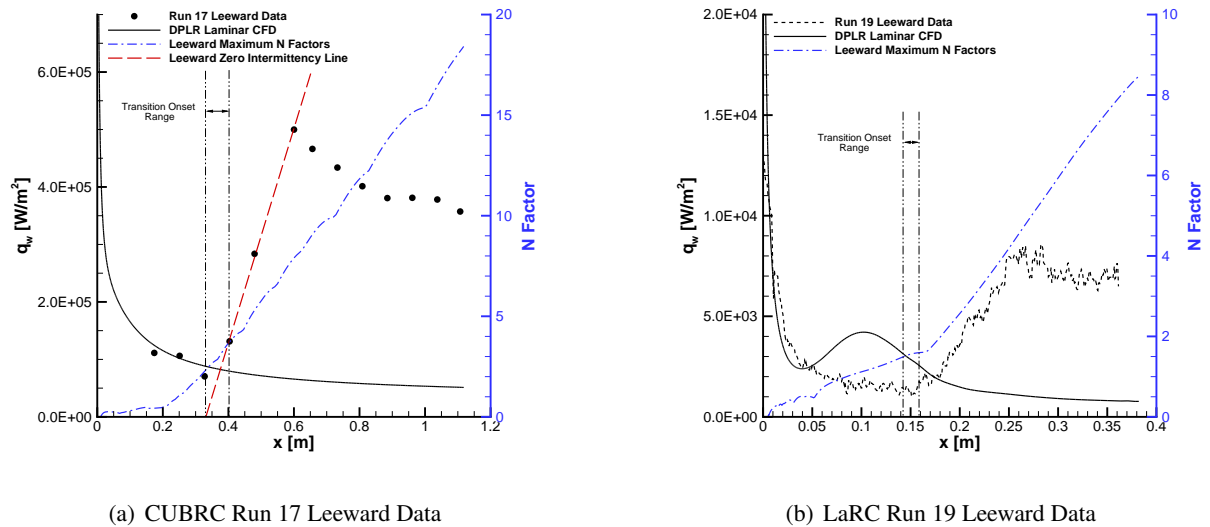 Run 17 Leeward Data
DPLR Laminar CFD
Leeward Maximum N Factors
Leeward Zero Intermittency Line
Transition Onset
Range
q_w [W/m²]
6.0E+05
4.0E+05
2.0E+05
0.0E+00
0
0.2
0.4
0.6
0.8
1
1.2
x [m]
20
15
10
5
0
N Factor
(a) CUBRC Run 17 Leeward Data
Run 19 Leeward Data
DPLR Laminar CFD
Leeward Maximum N Factors
Transition Onset
Range
q_w [W/m²]
2.0E+04
1.5E+04
1.0E+04
5.0E+03
0.0E+00
0
0.05
0.1
0.15
0.2
0.25
0.3
0.35
0.4
x [m]
10
8
6
4
2
0
N Factor
(b) LaRC Run 19 Leeward Data